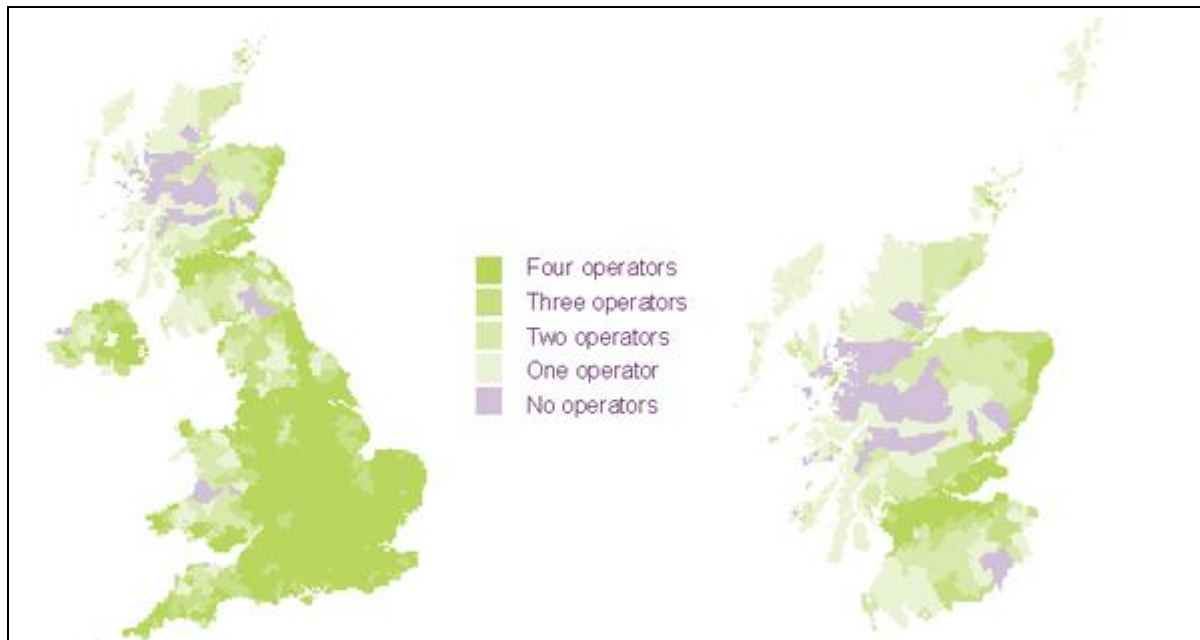 Four operators
Three operators
Two operators
One operator
No operators